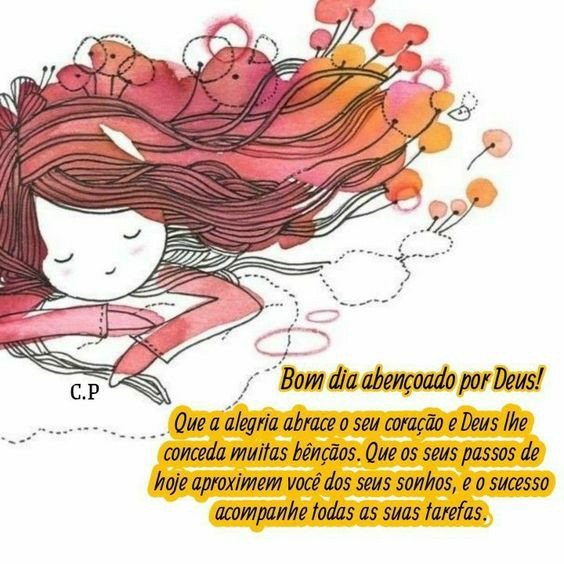 C.P
Bom dia abençoado por Deus!
Que a alegria abrace o seu coração e Deus lhe
conceda muitas bênçãos. Que os seus passos de
hoje aproximem você dos seus sonhos, e o sucesso
acompanhe todas as suas tarefas.